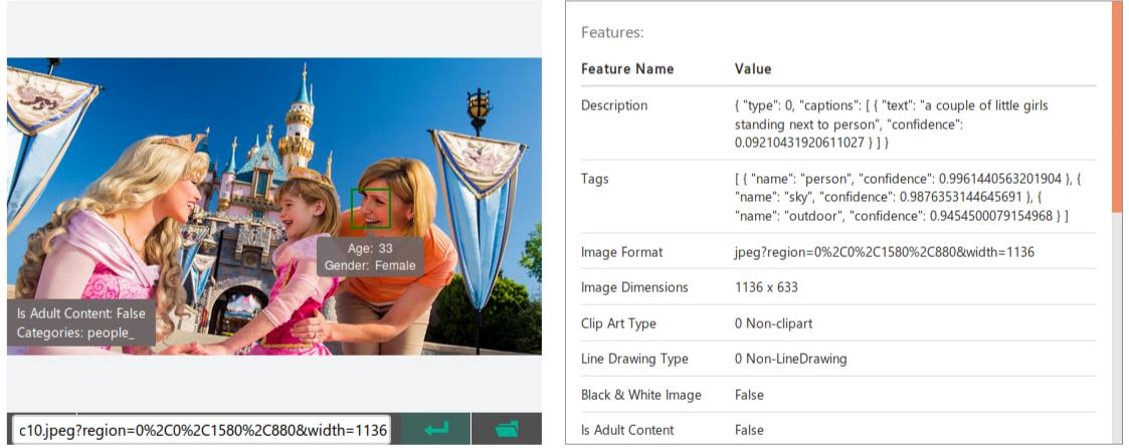 Age: 33
Gender: Female
Is Adult Content: False
Categories: people_
c10.jpeg?region=0%2C0%2C1580%2C880&width=1136
Features:
Feature Name Value
Description { "type": 0, "captions": [ { "text": "a couple of little girls
standing next to person", "confidence":
0.09210431920611027 } ] }
Tags [ { "name": "person", "confidence": 0.9961440563201904 }, {
"name": "sky", "confidence": 0.9876353144645691 }, {
"name": "outdoor", "confidence": 0.9454500079154968 } ]
Image Format jpeg?region=0%2C0%2C1580%2C880&width=1136
Image Dimensions 1136 x 633
Clip Art Type 0 Non-clipart
Line Drawing Type 0 Non-LineDrawing
Black & White Image False
Is Adult Content False